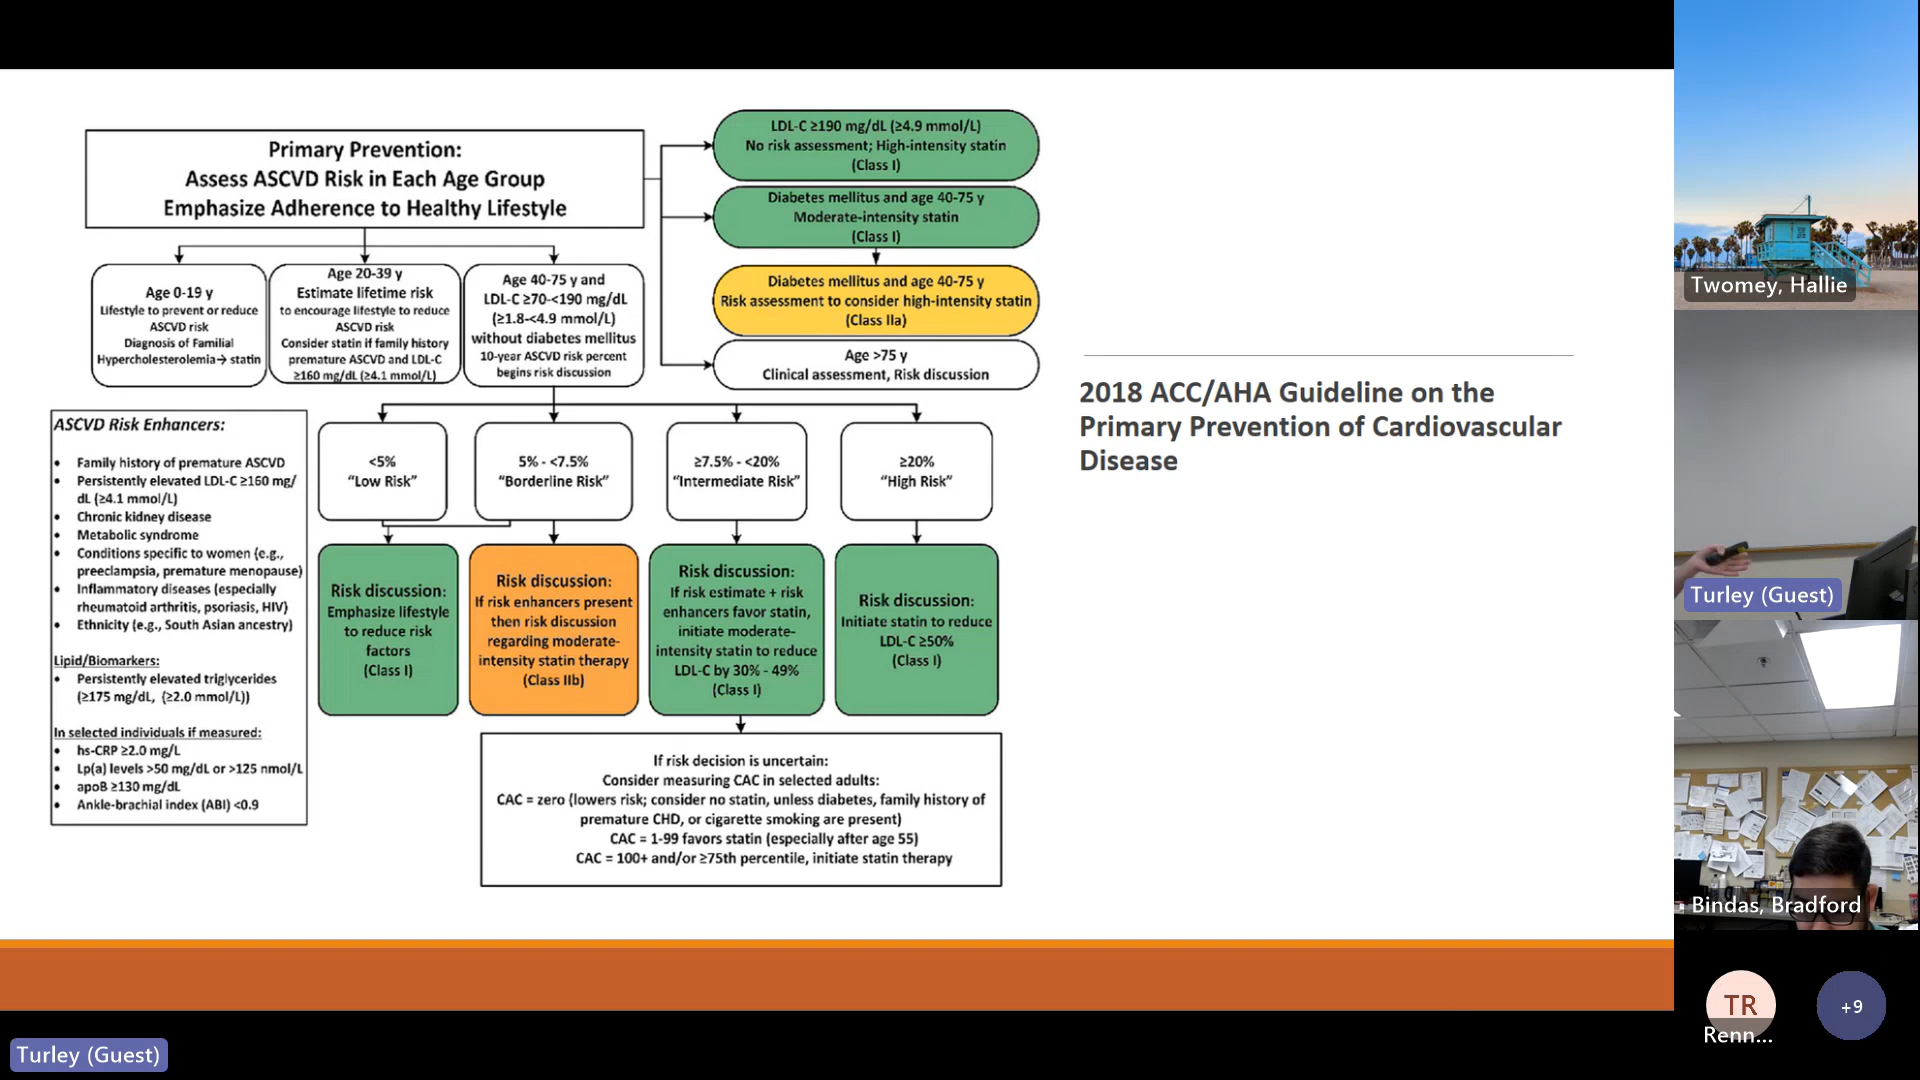 Primary Prevention:
Assess ASCVD Risk in Each Age Group
Emphasize Adherence to Healthy Lifestyle
LDL-C ≥190 mg/dL (≥4.9 mmol/L)
No risk assessment; High-intensity statin
(Class I)
Diabetes mellitus and age 40-75 y
Moderate-intensity statin
(Class I)
Diabetes mellitus and age 40-75 y
Risk assessment to consider high-intensity statin
(Class IIa)
Age >75 y
Clinical assessment, Risk discussion
Age 0-19 y
Lifestyle to prevent or reduce
ASCVD risk
Diagnosis of Familial
Hypercholesterolemia→ statin
Age 20-39 y
Estimate lifetime risk
to encourage lifestyle to reduce
ASCVD risk
Consider statin if family history
premature ASCVD and LDL-C
≥160 mg/dL (≥4.1 mmol/L)
Age 40-75 y and
LDL-C ≥70-<190 mg/dL
(≥1.8-<4.9 mmol/L)
without diabetes mellitus
10-year ASCVD risk percent
begins risk discussion
ASCVD Risk Enhancers:
• Family history of premature ASCVD
• Persistently elevated LDL-C ≥160 mg/
dL (≥4.1 mmol/L)
• Chronic kidney disease
• Metabolic syndrome
• Conditions specific to women (e.g.,
preeclampsia, premature menopause)
• Inflammatory diseases (especially
rheumatoid arthritis, psoriasis, HIV)
• Ethnicity (e.g., South Asian ancestry)
Lipid/Biomarkers:
• Persistently elevated triglycerides
(≥175 mg/dL, (≥2.0 mmol/L))
In selected individuals if measured:
• hs-CRP ≥2.0 mg/L
• Lp(a) levels >50 mg/dL or >125 nmol/L
• apoB ≥130 mg/dL
• Ankle-brachial index (ABI) <0.9
<5%
“Low Risk”
5% - <7.5%
“Borderline Risk”
≥7.5% - <20%
“Intermediate Risk”
≥20%
“High Risk”
Risk discussion:
Emphasize lifestyle
to reduce risk
factors
(Class I)
Risk discussion:
If risk enhancers present
then risk discussion
regarding moderate-
intensity statin therapy
(Class IIb)
Risk discussion:
If risk estimate + risk
enhancers favor statin,
initiate moderate-
intensity statin to reduce
LDL-C by 30% - 49%
(Class I)
Risk discussion:
Initiate statin to reduce
LDL-C ≥50%
(Class I)
If risk decision is uncertain:
Consider measuring CAC in selected adults:
CAC = zero (lowers risk; consider no statin, unless diabetes, family history of
premature CHD, or cigarette smoking are present)
CAC = 1-99 favors statin (especially after age 55)
CAC = 100+ and/or ≥75th percentile, initiate statin therapy
2018 ACC/AHA Guideline on the
Primary Prevention of Cardiovascular
Disease
Twomey, Hallie
Turley (Guest)
Bindas, Bradford
TR
Renn...
+9
Turley (Guest)